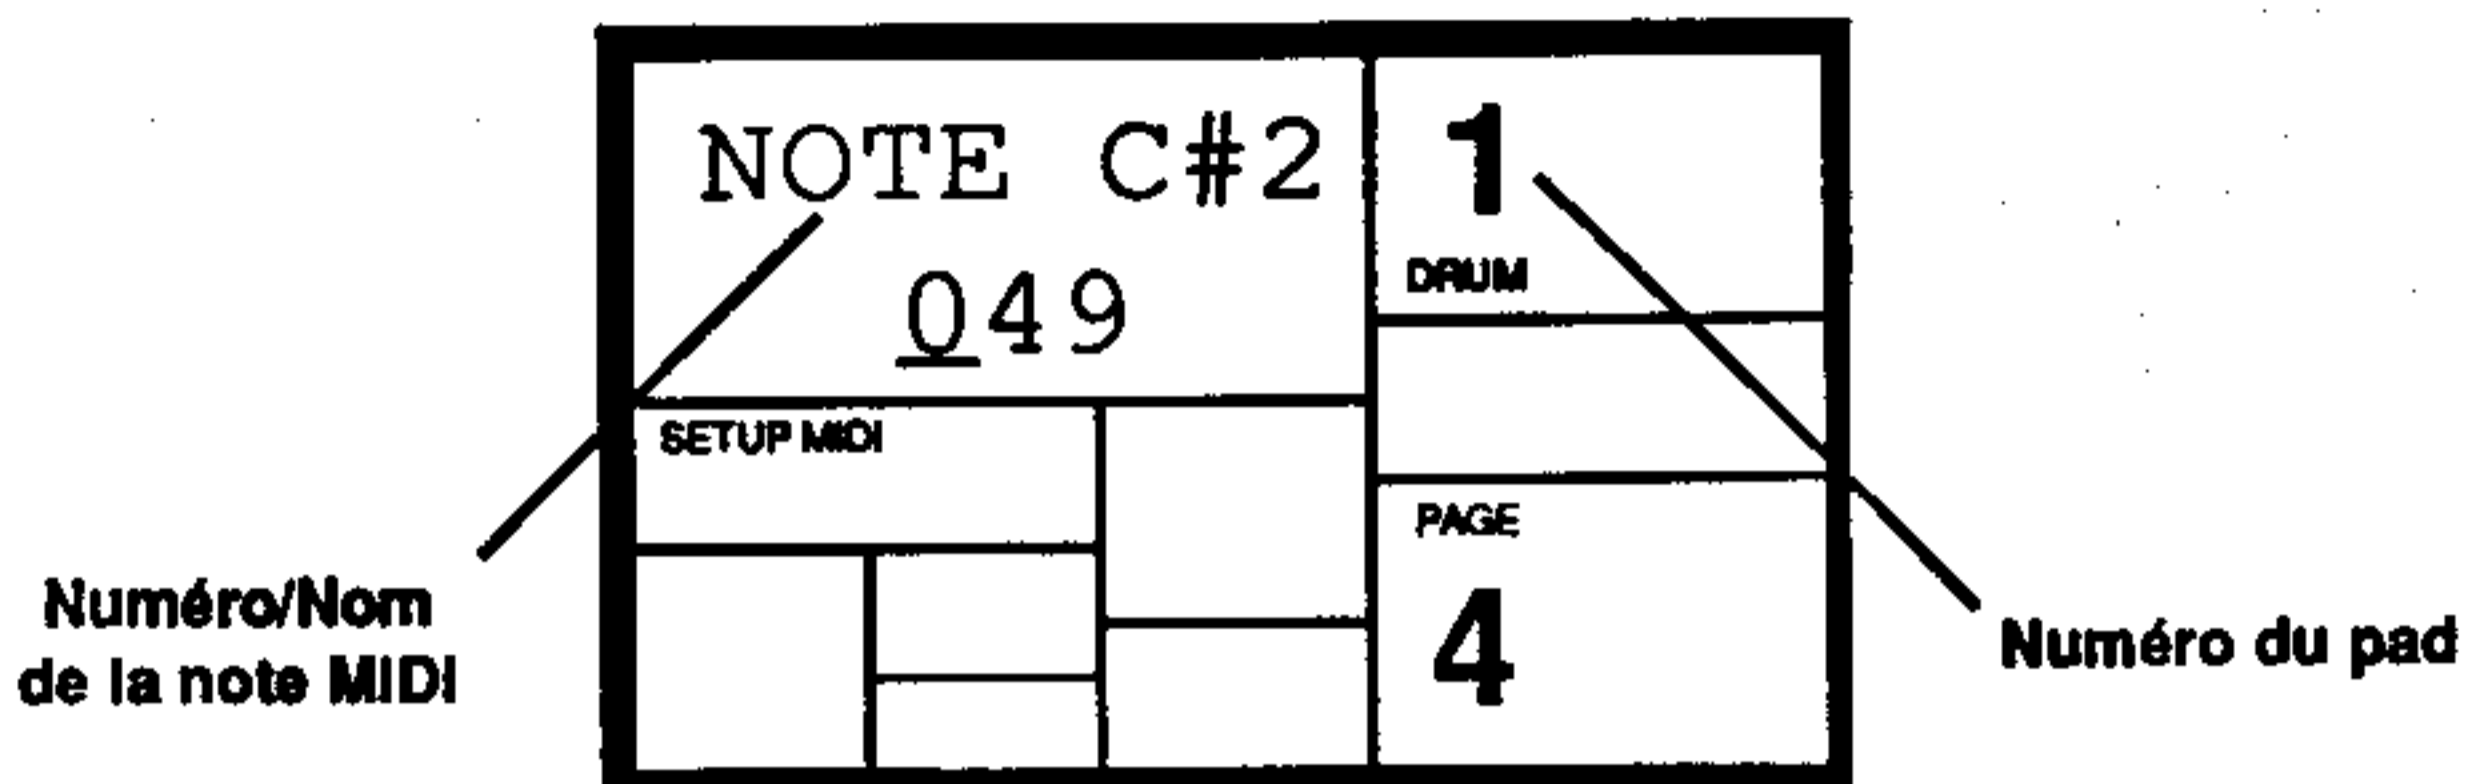 NOTE C#2
049
1
DRUM
SETUP MIDI
PAGE
4
Numéro/Nom
de la note MIDI
Numéro du pad